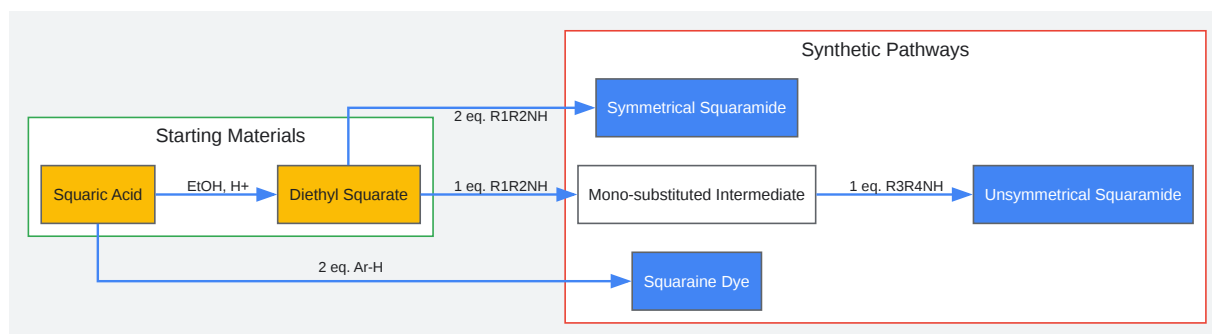 Synthetic Pathways
Symmetrical Squaramide
2 eq. R1R2NH
Starting Materials
Squaric Acid
EtOH, H+
Diethyl Squarate
1 eq. R1R2NH
Mono-substituted Intermediate
1 eq. R3R4NH
Unsymmetrical Squaramide
2 eq. Ar-H
Squaraine Dye